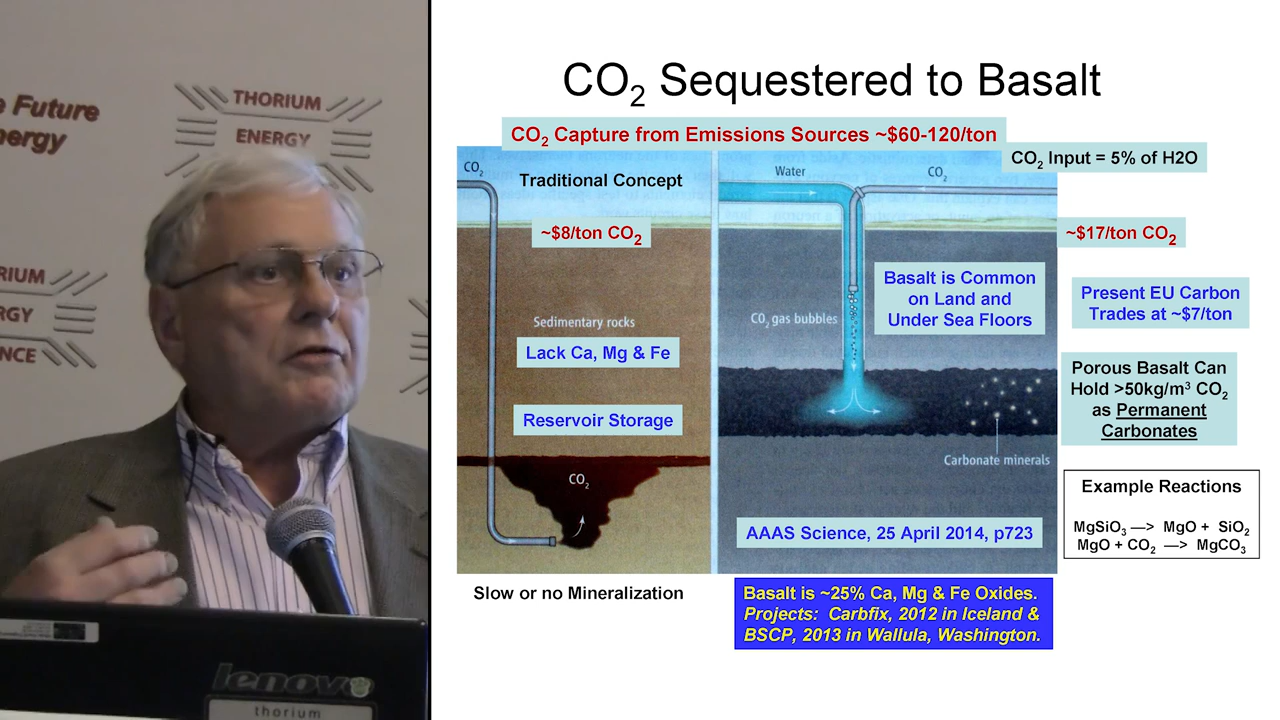 e Future
nergy
THORIUM
ENERGY
RIUM
RGY
NCE
lenovo
thorium
CO₂ Sequestered to Basalt
CO₂ Capture from Emissions Sources ~$60-120/ton
CO₂ Input = 5% of H2O
CO₂
Traditional Concept
~$8/ton CO₂
Sedimentary rocks
Lack Ca, Mg & Fe
Reservoir Storage
CO₂
Slow or no Mineralization
Water
CO₂
~$17/ton CO₂
Basalt is Common
on Land and
Under Sea Floors
CO₂ gas bubbles
Present EU Carbon
Trades at ~$7/ton
Porous Basalt Can
Hold >50kg/m³ CO₂
as Permanent
Carbonates
Carbonate minerals
AAAS Science, 25 April 2014, p723
Example Reactions
MgSiO₃ —> MgO + SiO₂
MgO + CO₂ —> MgCO₃
Basalt is ~25% Ca, Mg & Fe Oxides.
Projects: Carbfix, 2012 in Iceland &
BSCP, 2013 in Wallula, Washington.